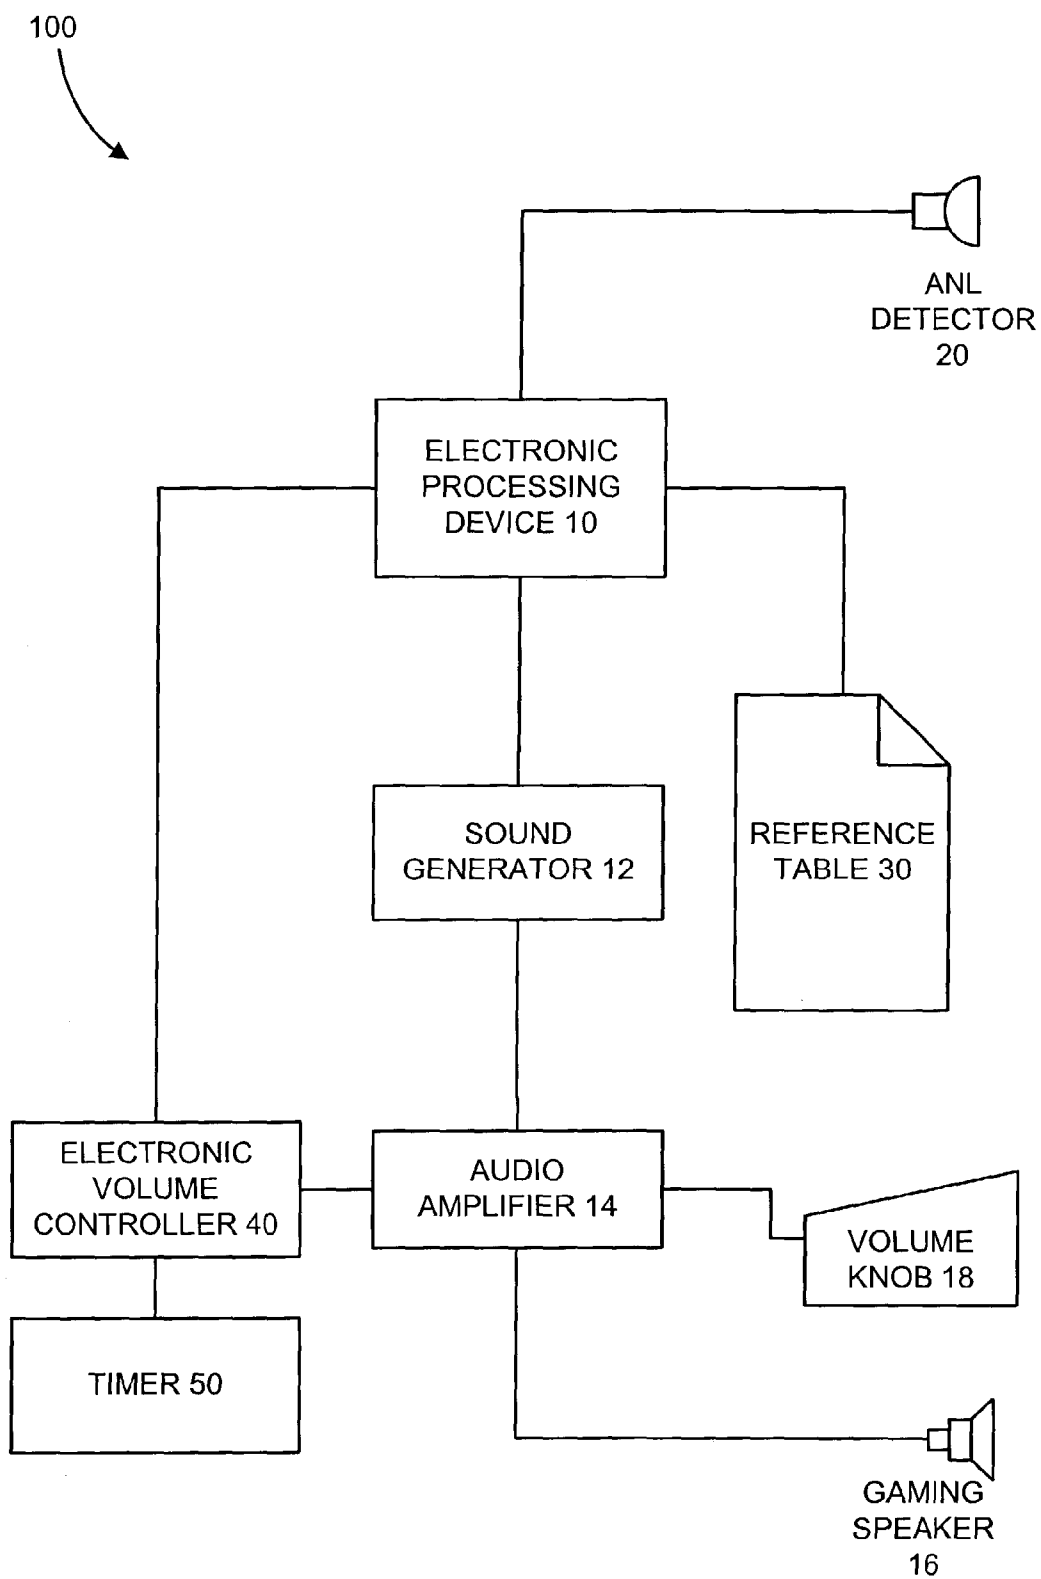 100
ANL
DETECTOR
20
ELECTRONIC
PROCESSING
DEVICE 10
SOUND
GENERATOR 12
REFERENCE
TABLE 30
ELECTRONIC
VOLUME
CONTROLLER 40
AUDIO
AMPLIFIER 14
VOLUME
KNOB 18
TIMER 50
GAMING
SPEAKER
16